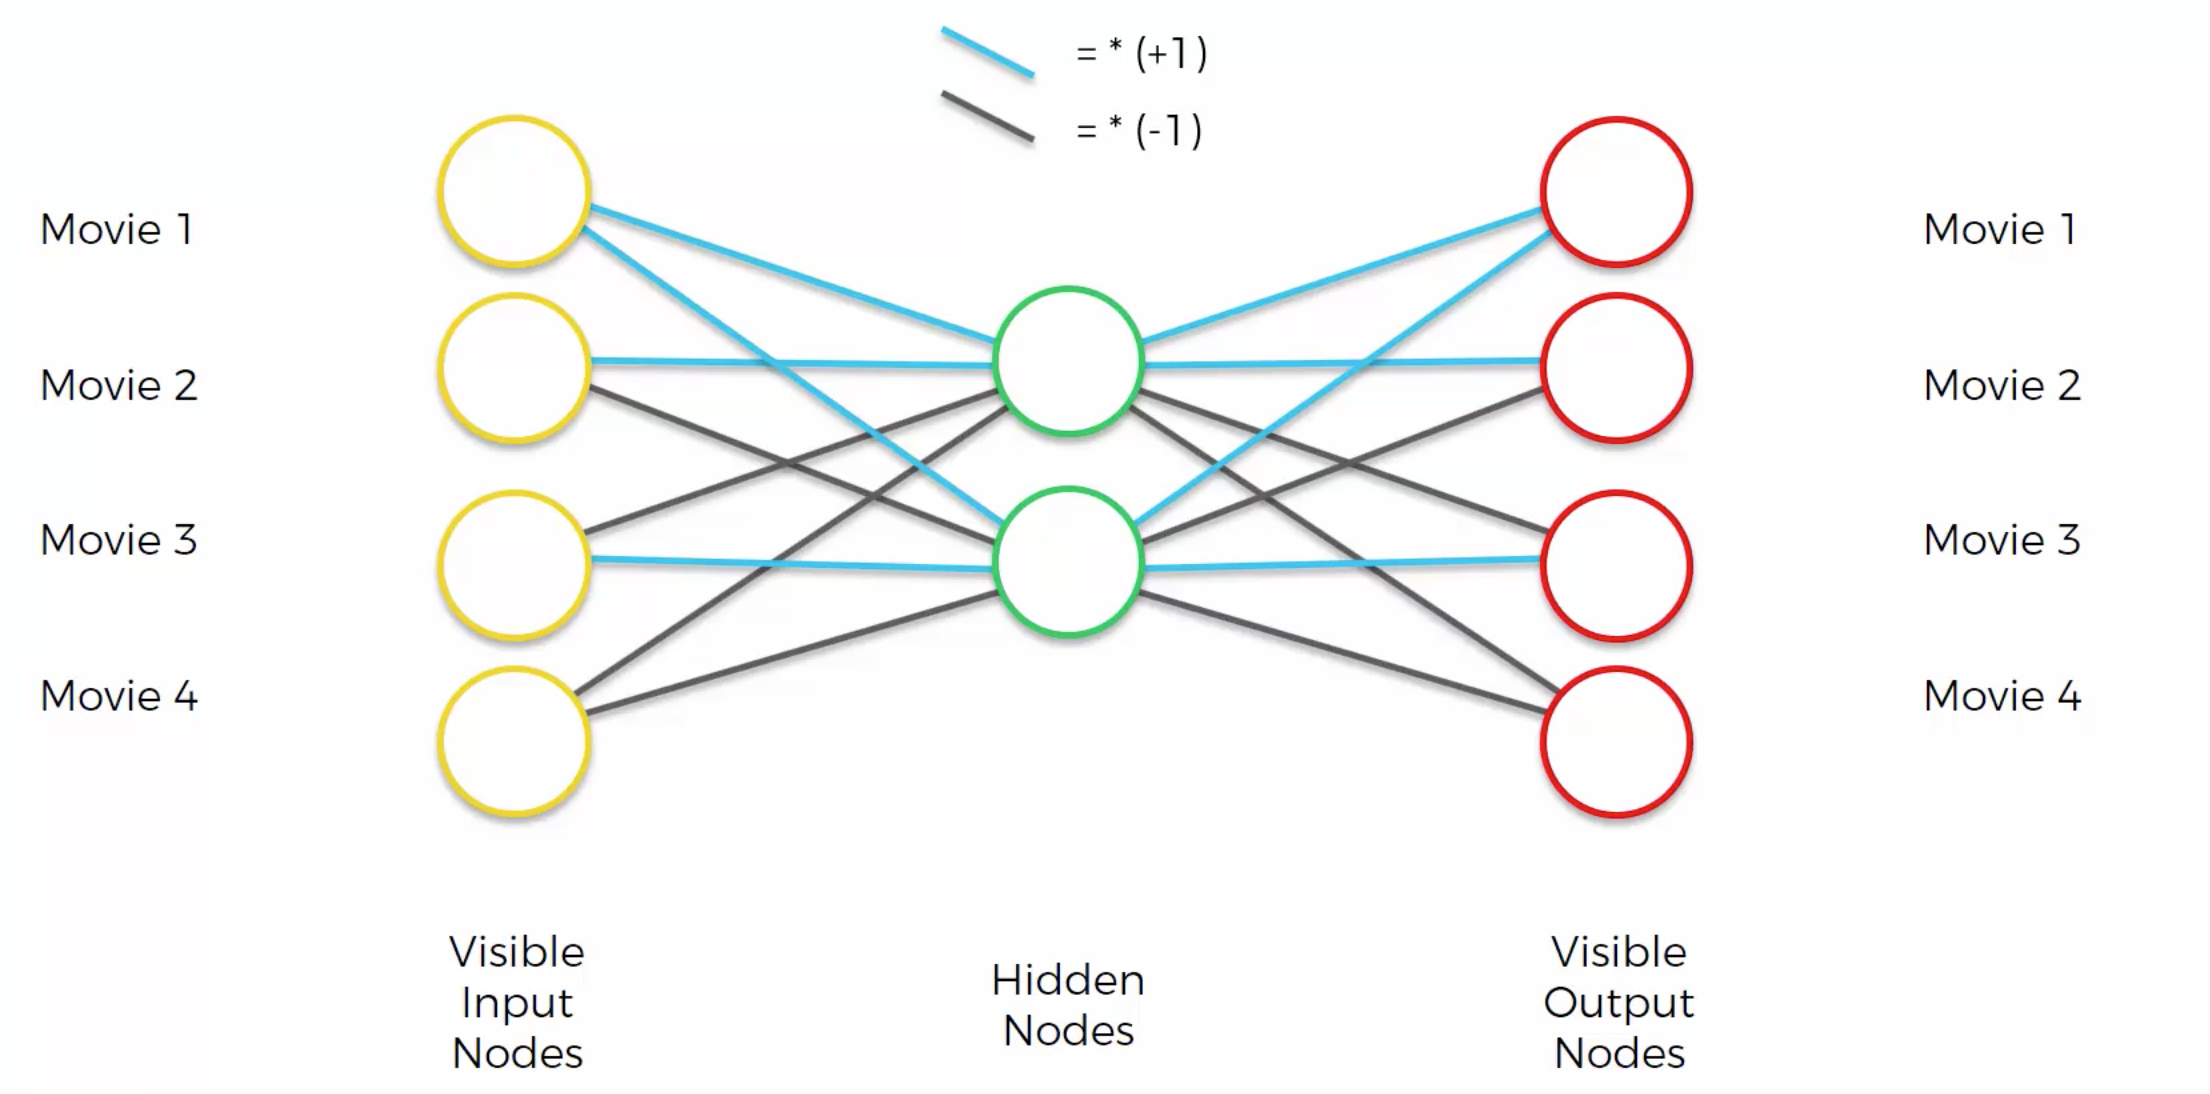 = * (+1)
= * (-1)
Movie 1
Movie 2
Movie 3
Movie 4
Movie 1
Movie 2
Movie 3
Movie 4
Visible
Input
Nodes
Hidden
Nodes
Visible
Output
Nodes